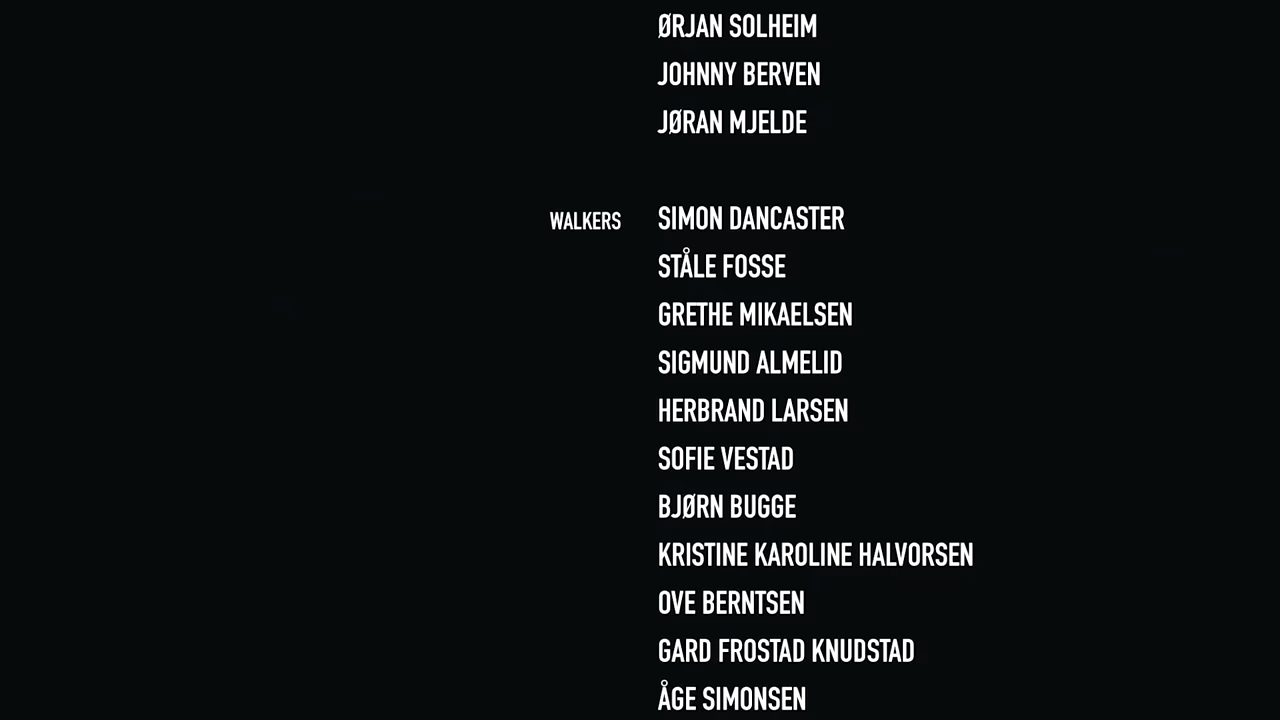 ØRJAN SOLHEIM
JOHNNY BERVEN
JØRAN MJELDE
WALKERS SIMON DANCASTER
STÅLE FOSSE
GRETHE MIKAELSEN
SIGMUND ALMELID
HERBRAND LARSEN
SOFIE VESTAD
BJØRN BUGGE
KRISTINE KAROLINE HALVORSEN
OVE BERNTSEN
GARD FROSTAD KNUDSTAD
ÅGE SIMONSEN